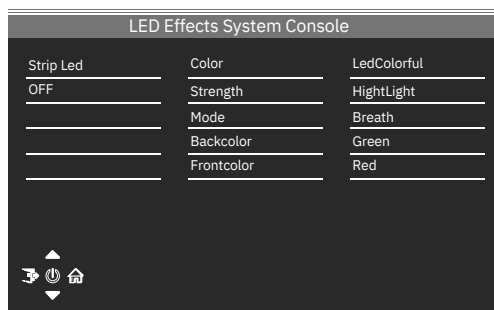 LED Effects System Console
Strip Led Color LedColorful
OFF Strength HightLight
Mode Breath
Backcolor Green
Frontcolor Red